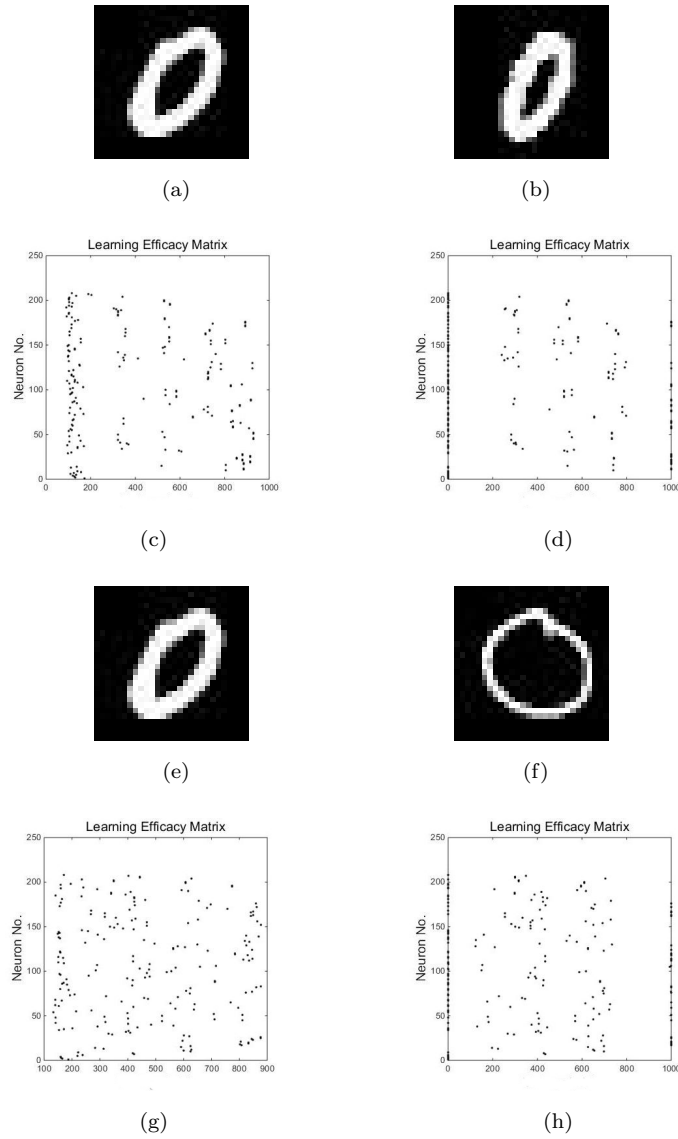 (a)
(b)
Learning Efficacy Matrix
Neuron No.
250
200
150
100
50
0
0 200 400 600 800 1000
(c)
Learning Efficacy Matrix
Neuron No.
250
200
150
100
50
0
0 200 400 600 800 1000
(d)
(e)
(f)
Learning Efficacy Matrix
Neuron No.
250
200
150
100
50
0
100 200 300 400 500 600 700 800 900
(g)
Learning Efficacy Matrix
Neuron No.
250
200
150
100
50
0
0 200 400 600 800 1000
(h)